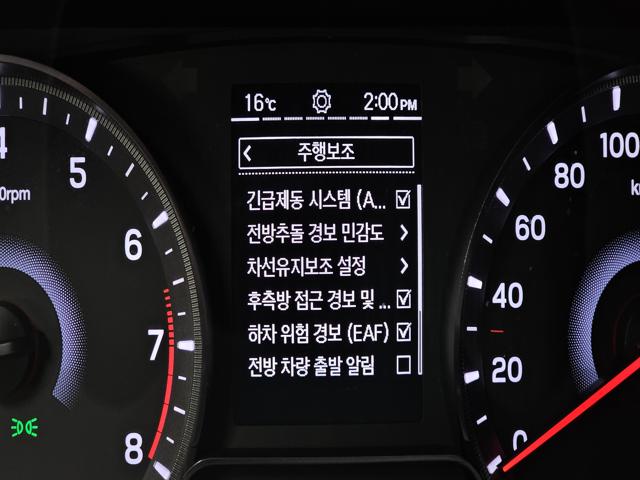 16℃ 2:00PM
주행보조
긴급제동 시스템 (A...
전방추돌 경보 민감도
차선유지보조 설정
후측방 접근 경보 및 ...
하차 위험 경보 (EAF)
전방 차량 출발 알림
4
5
6
7
8
0rpm
100
80
60
40
20
0
k